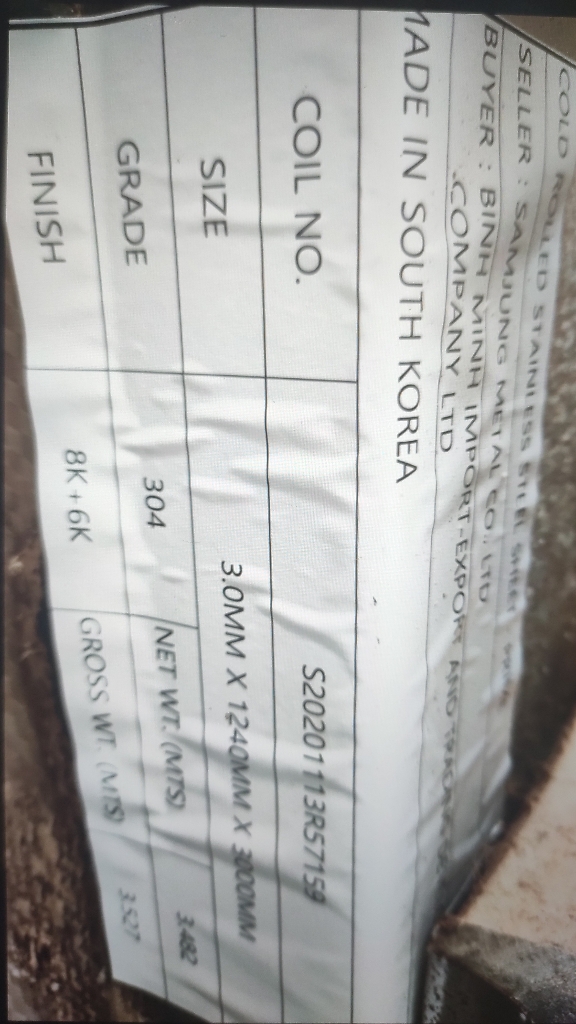 COLD ROLLED STAINLESS STEEL SHEET
SELLER : SAMJUNG METAL CO., LTD
BUYER : BINH MINH IMPORT-EXPORT AND
COMPANY LTD
MADE IN SOUTH KOREA
COIL NO. S20201113R57159
SIZE 3.0MM X 1240MM X 3000MM
GRADE 304 NET WT. (MTS) 3.482
FINISH 8K+6K GROSS WT. (MTS) 3.527